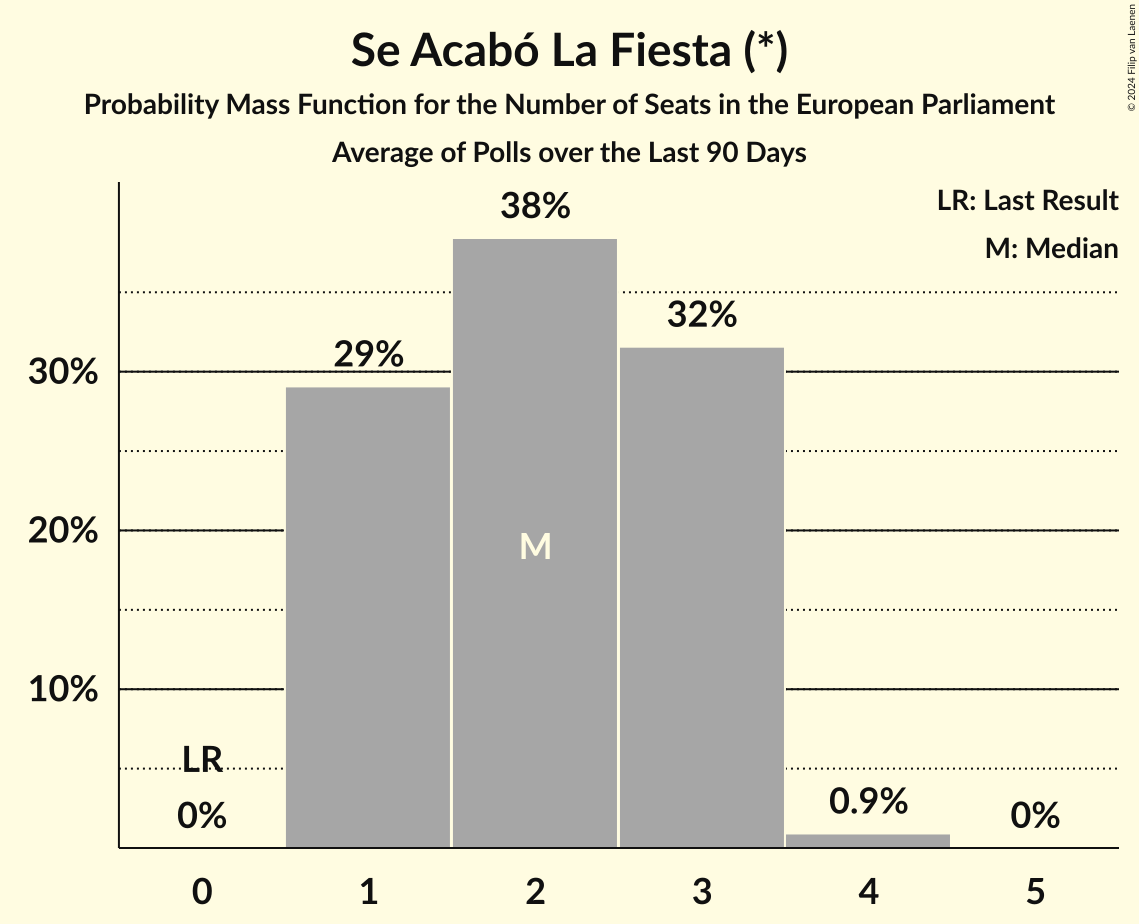 Se Acabó La Fiesta (*)
Probability Mass Function for the Number of Seats in the European Parliament
Average of Polls over the Last 90 Days
© 2024 Filip van Laenen
LR: Last Result
M: Median
38%
32%
29%
30%
20%
M
10%
LR
0%
0.9%
0%
0 1 2 3 4 5